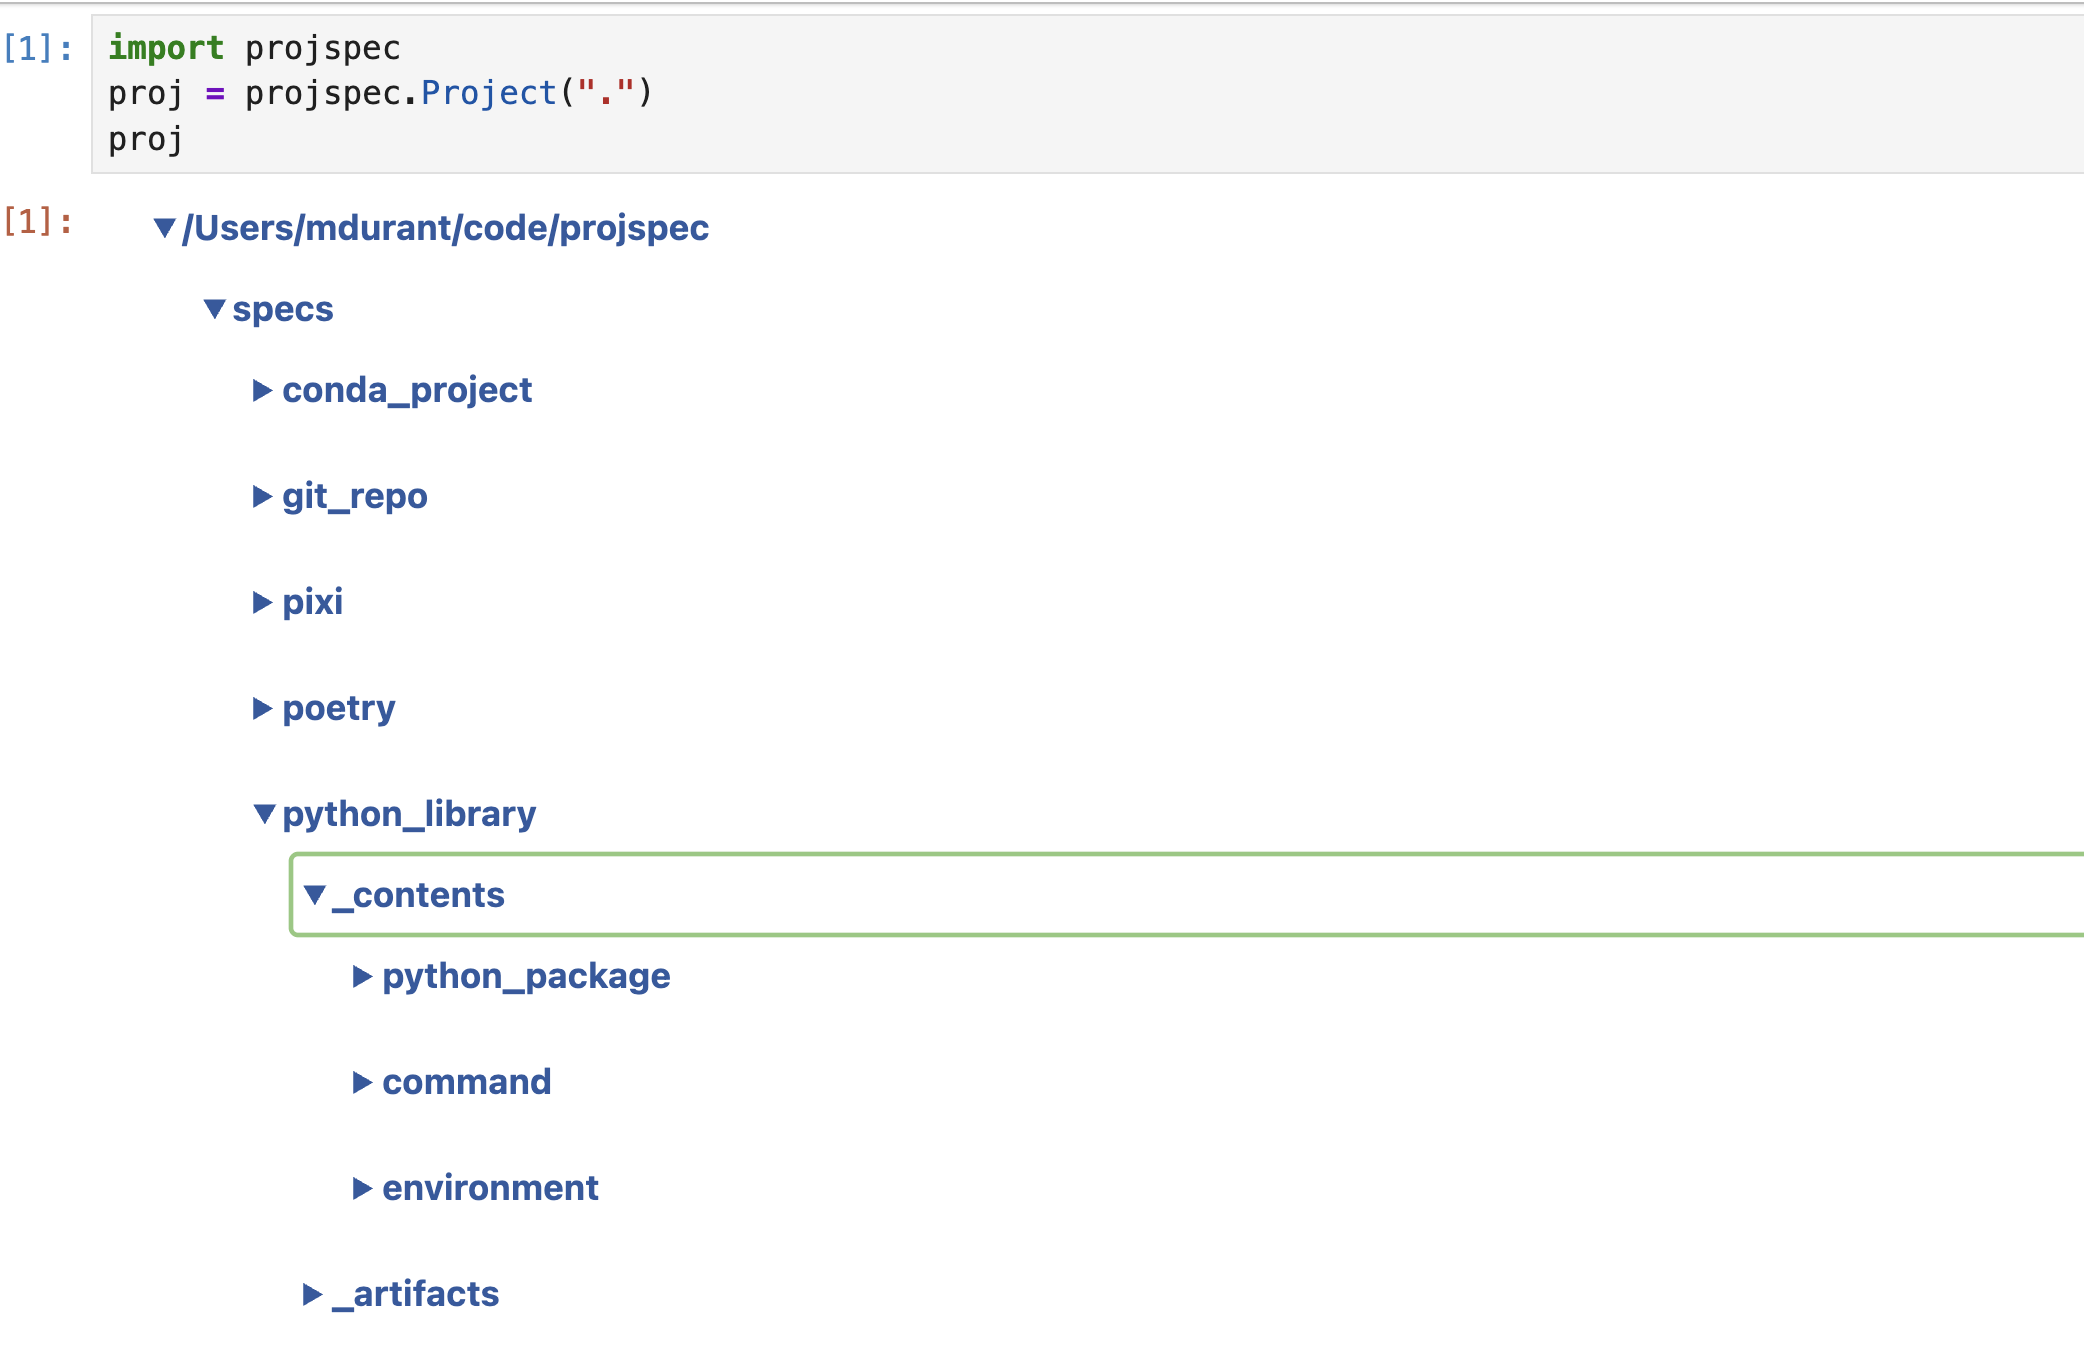 [1]: import projspec
proj = projspec.Project(".")
proj
[1]: ▼/Users/mdurant/code/projspec
▼specs
▶conda_project
▶git_repo
▶pixi
▶poetry
▼python_library
▼_contents
▶python_package
▶command
▶environment
▶_artifacts